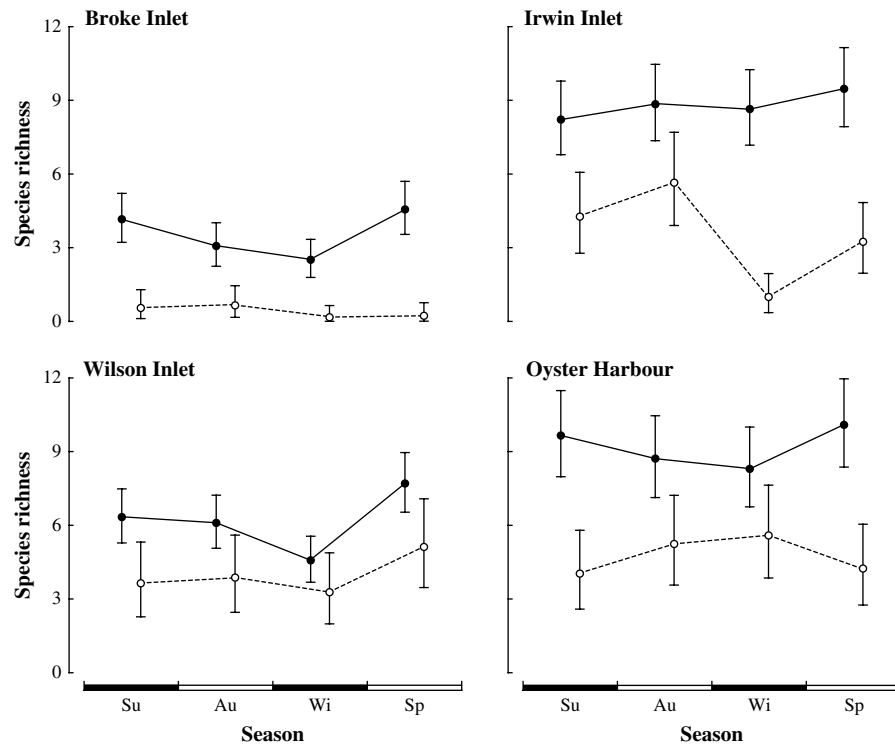 Broke Inlet
Irwin Inlet
12
9
6
3
0
Species richness
Wilson Inlet
Oyster Harbour
12
9
6
3
0
Species richness
Su Au Wi Sp
Su Au Wi Sp
Season
Season